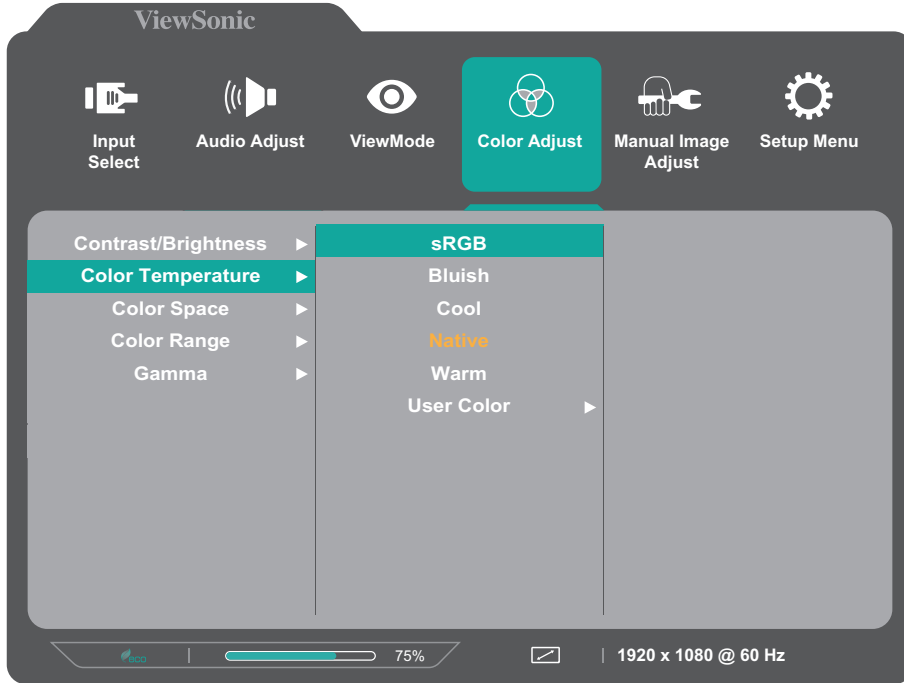 ViewSonic
Input
Select
Audio Adjust
ViewMode
Color Adjust
Manual Image
Adjust
Setup Menu
Contrast/Brightness
Color Temperature
Color Space
Color Range
Gamma
sRGB
Bluish
Cool
Native
Warm
User Color
eco
75%
1920 x 1080 @ 60 Hz